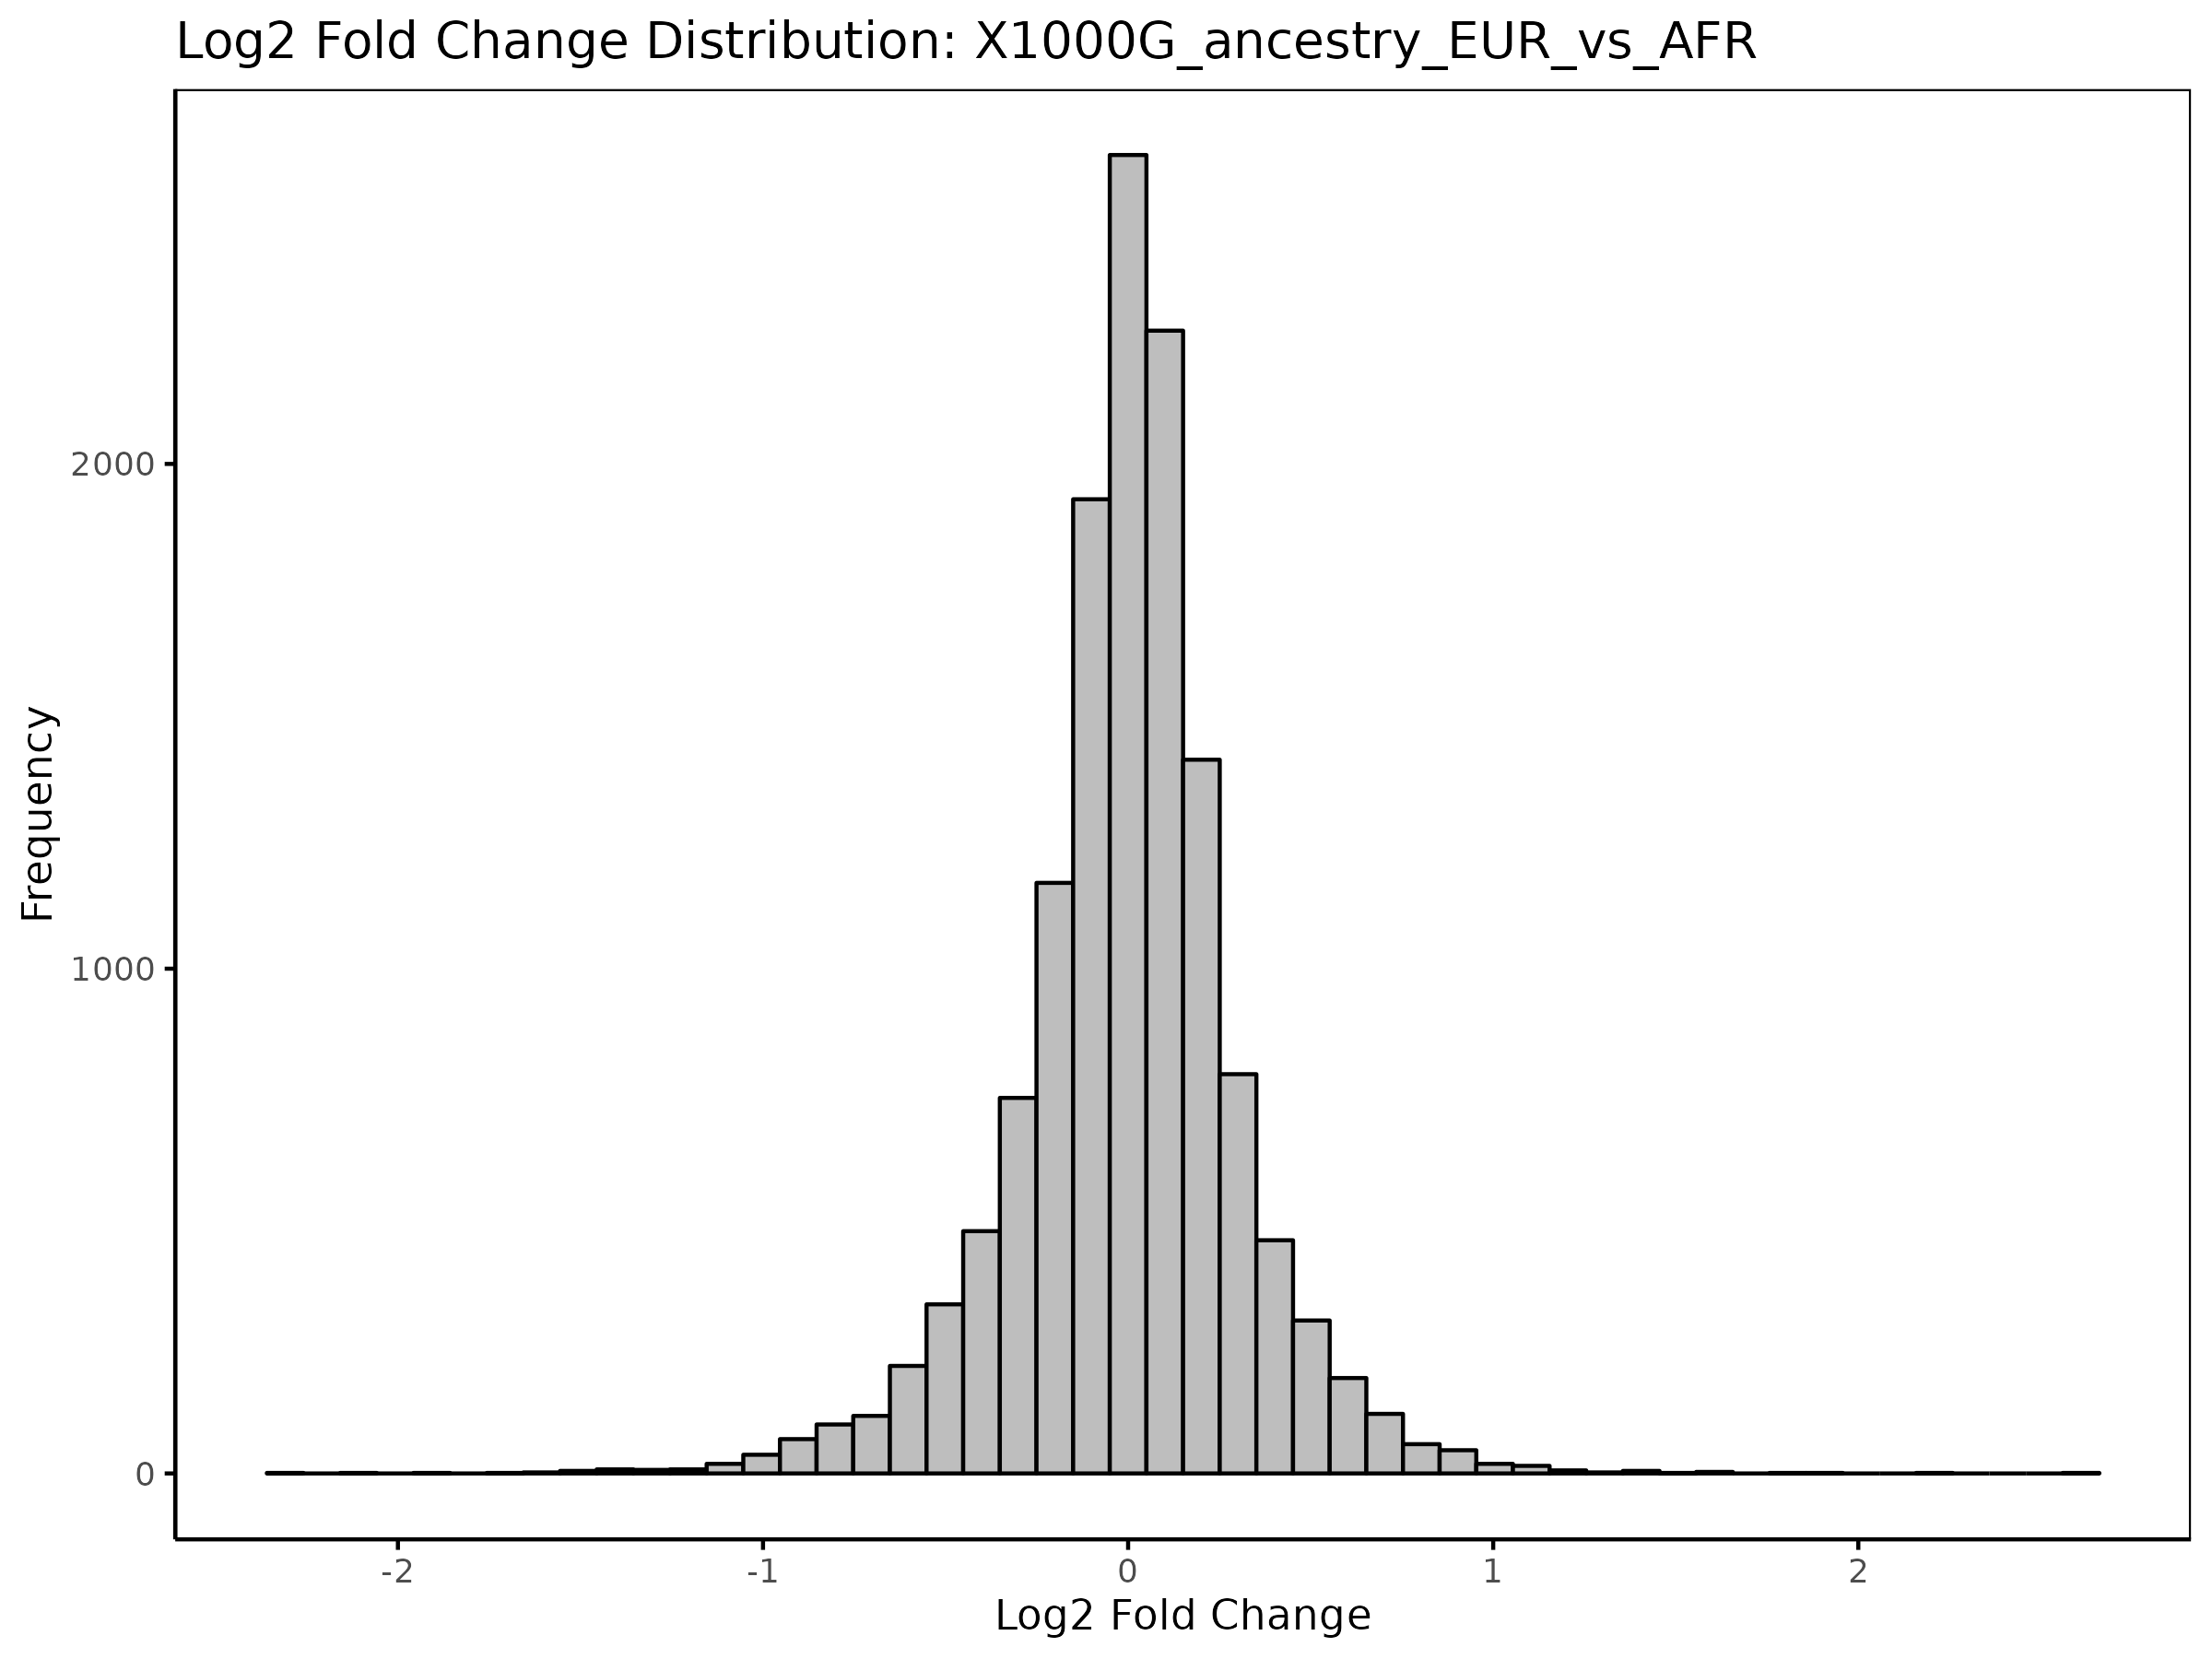 Log2 Fold Change Distribution: X1000G_ancestry_EUR_vs_AFR
Frequency
2000
1000
0
-2 -1 0 1 2
Log2 Fold Change